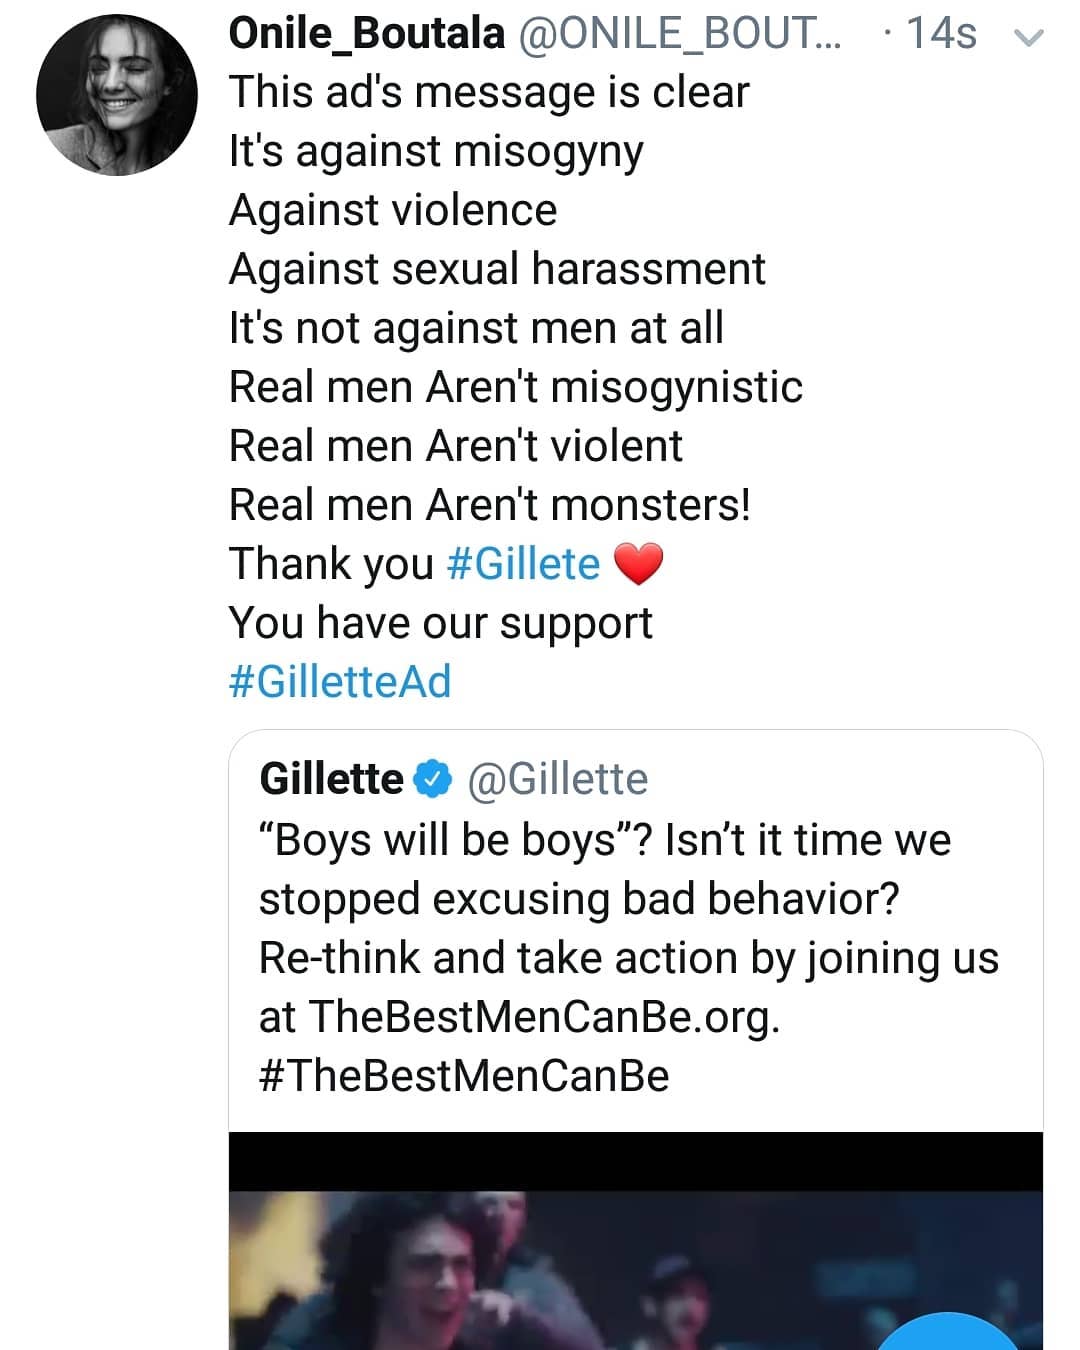 Onile_Boutala @ONILE_BOUT... · 14s
This ad's message is clear
It's against misogyny
Against violence
Against sexual harassment
It's not against men at all
Real men Aren't misogynistic
Real men Aren't violent
Real men Aren't monsters!
Thank you #Gillete ❤️
You have our support
#GilletteAd
Gillette @Gillette
“Boys will be boys”? Isn’t it time we
stopped excusing bad behavior?
Re-think and take action by joining us
at TheBestMenCanBe.org.
#TheBestMenCanBe